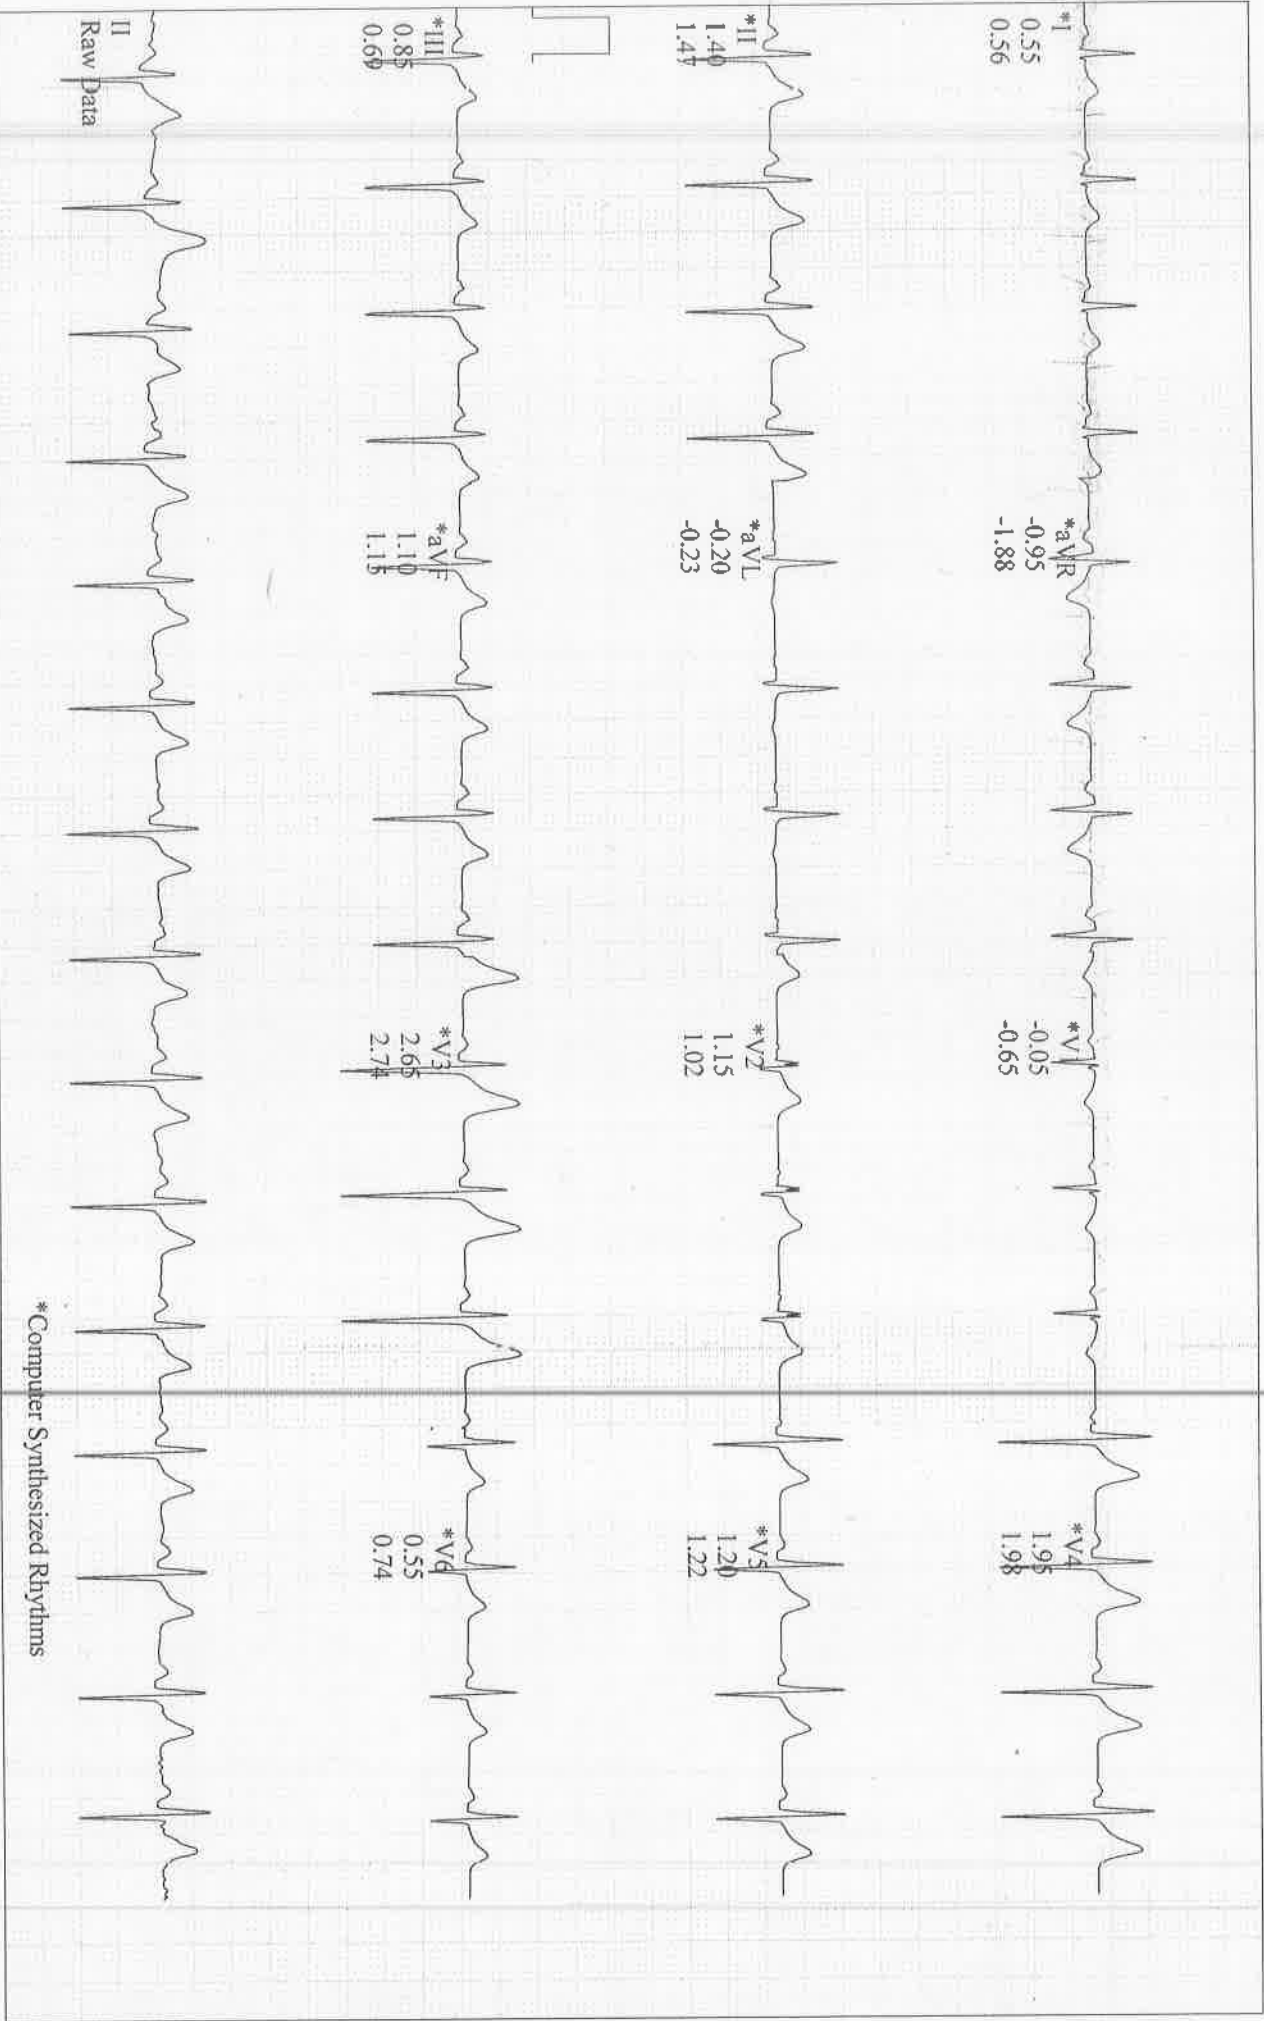 *I
0.55
0.56
*aVR
-0.95
-1.88
*V1
-0.05
-0.65
*V4
1.95
1.98
*II
1.40
1.47
*aVL
-0.20
-0.23
*V2
1.15
1.02
*V5
1.20
1.22
*III
0.85
0.69
*aVF
1.10
1.15
*V3
2.65
2.74
*V6
0.55
0.74
II
Raw Data
*Computer Synthesized Rhythms